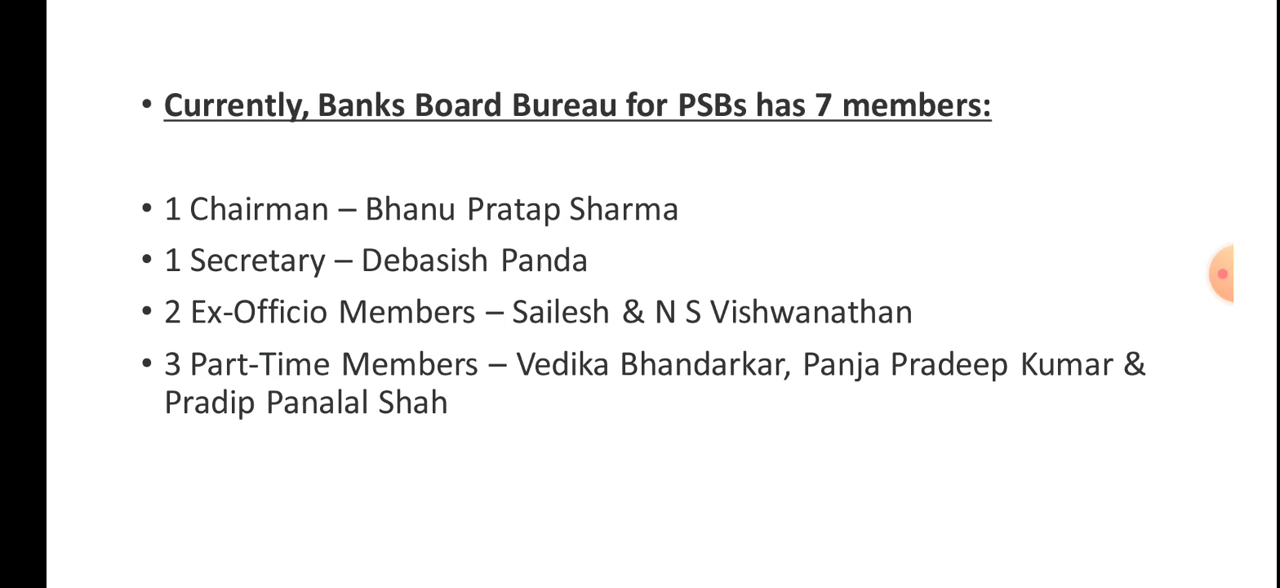 • Currently, Banks Board Bureau for PSBs has 7 members:
• 1 Chairman – Bhanu Pratap Sharma
• 1 Secretary – Debasish Panda
• 2 Ex-Officio Members – Sailesh & N S Vishwanathan
• 3 Part-Time Members – Vedika Bhandarkar, Panja Pradeep Kumar &
Pradip Panalal Shah